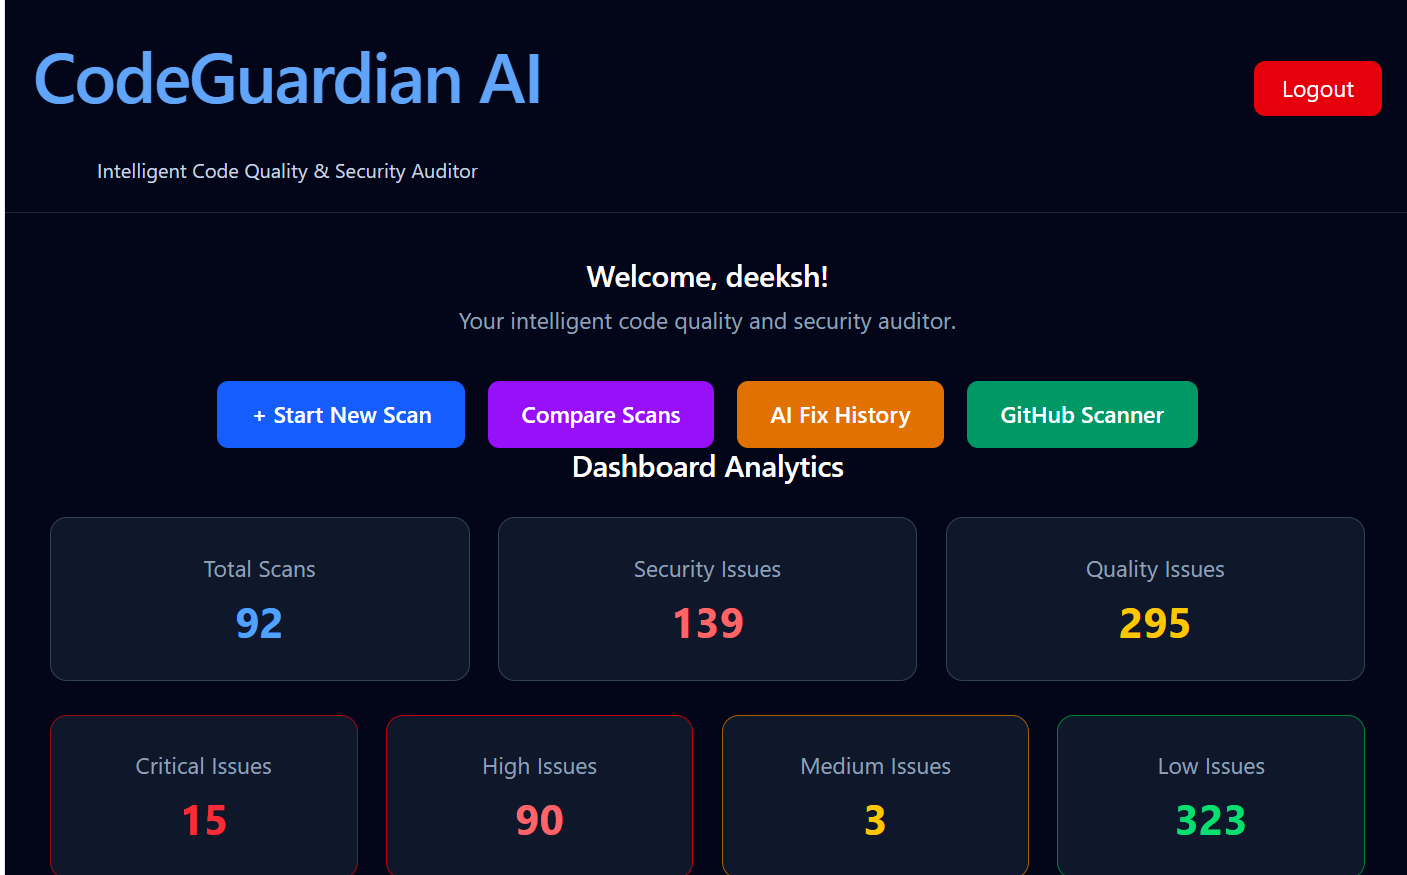 CodeGuardian AI
Logout
Intelligent Code Quality & Security Auditor
Welcome, deeksh!
Your intelligent code quality and security auditor.
+ Start New Scan
Compare Scans
AI Fix History
GitHub Scanner
Dashboard Analytics
Total Scans
92
Security Issues
139
Quality Issues
295
Critical Issues
15
High Issues
90
Medium Issues
3
Low Issues
323